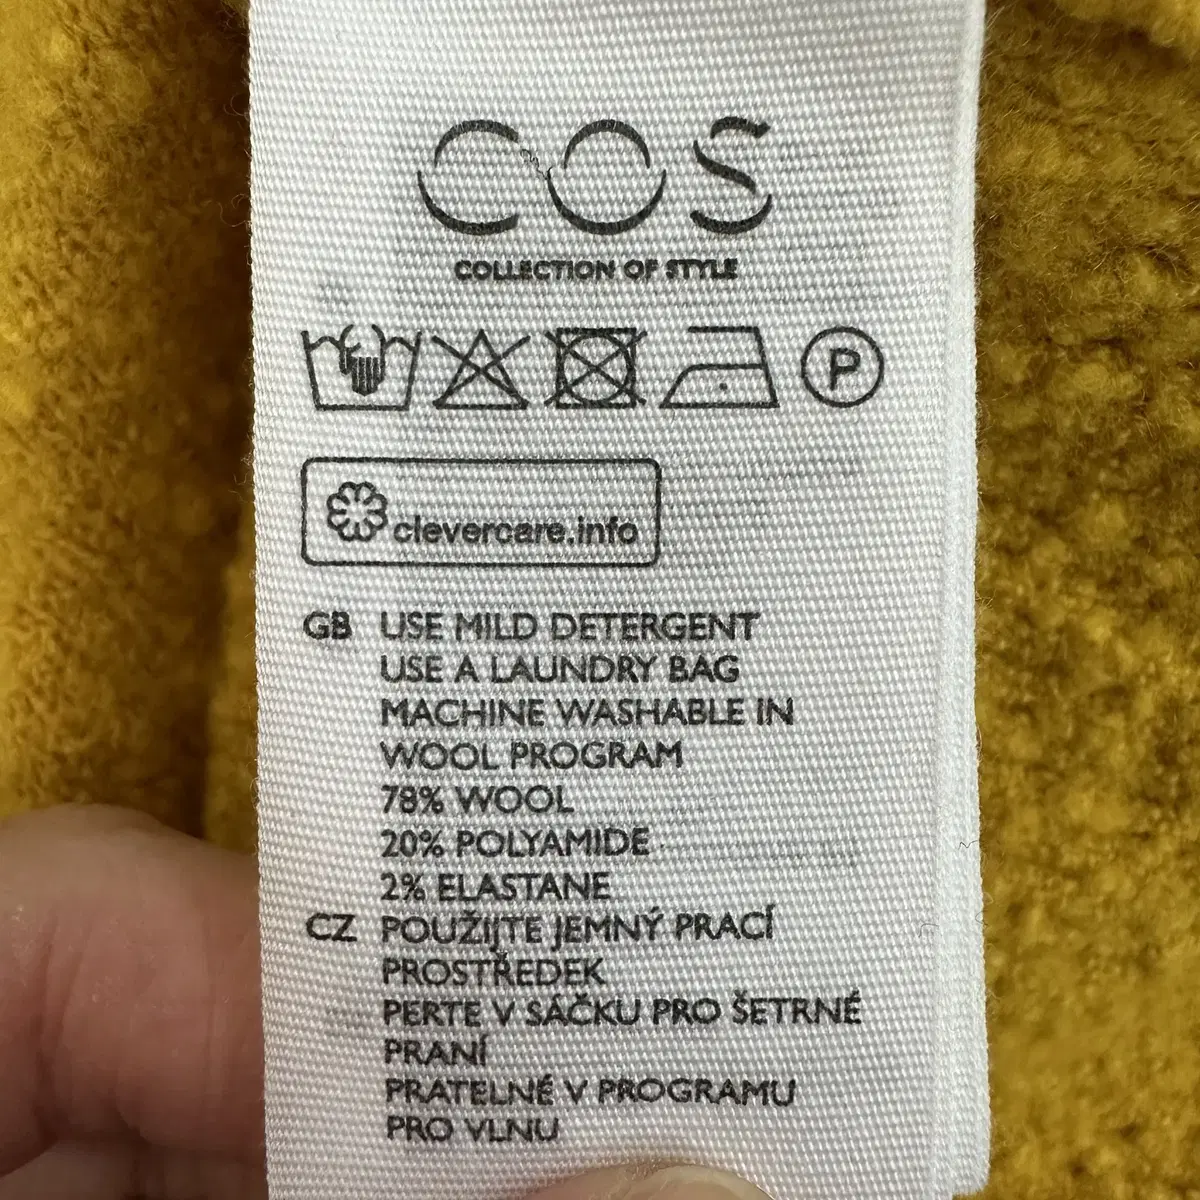 COS
COLLECTION OF STYLE
P
clevercare.info
GB USE MILD DETERGENT
USE A LAUNDRY BAG
MACHINE WASHABLE IN
WOOL PROGRAM
78% WOOL
20% POLYAMIDE
2% ELASTANE
CZ POUŽIJTE JEMNÝ PRACÍ
PROSTŘEDEK
PERTE V SÁČKU PRO ŠETRNÉ
PRANÍ
PRATELNÉ V PROGRAMU
PRO VLNU